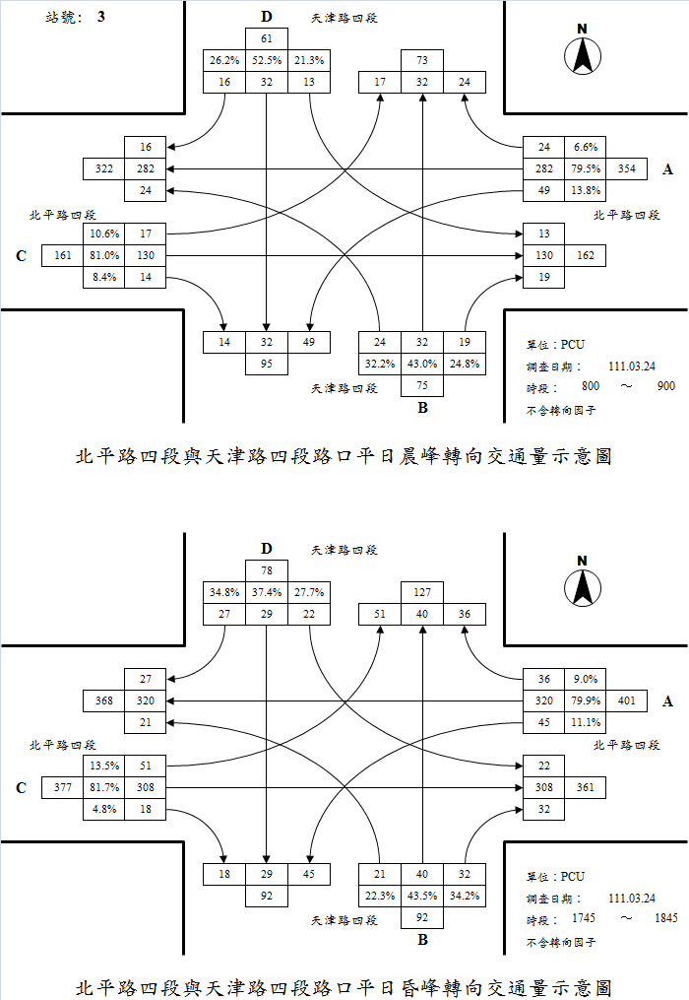 站號： 3
D 天津路四段
N
61
26.2% 52.5% 21.3%
16 32 13
73
17 32 24
16
322 282
24
24 6.6%
282 79.5% 354
49 13.8%
A
北平路四段
北平路四段
C
10.6% 17
161 81.0% 130
8.4% 14
13
130 162
19
14 32 49
95
24 32 19
32.2% 43.0% 24.8%
75
天津路四段
B
單位：PCU
調查日期： 111.03.24
時段： 800 ～ 900
不含轉向因子
北平路四段與天津路四段路口平日晨峰轉向交通量示意圖
D 天津路四段
N
78
34.8% 37.4% 27.7%
27 29 22
127
51 40 36
27
368 320
21
36 9.0%
320 79.9% 401
45 11.1%
A
北平路四段
北平路四段
C
13.5% 51
377 81.7% 308
4.8% 18
22
308 361
32
18 29 45
92
21 40 32
22.3% 43.5% 34.2%
92
天津路四段
B
單位：PCU
調查日期： 111.03.24
時段： 1745 ～ 1845
不含轉向因子
北平路四段與天津路四段路口平日昏峰轉向交通量示意圖